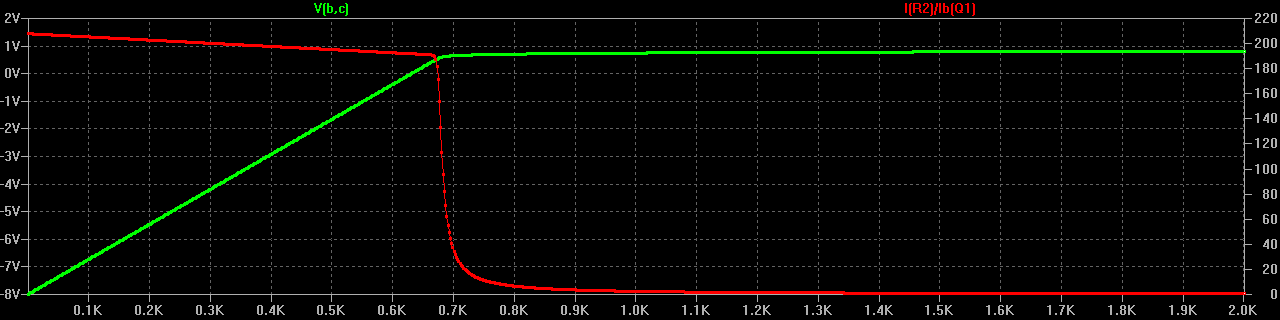 V(b,c) I(R2)/Ib(Q1)
2V 220
1V 200
0V 180
-1V 160
-2V 140
-3V 120
-4V 100
-5V 80
-6V 60
-7V 40
-8V 20
0
0.1K 0.2K 0.3K 0.4K 0.5K 0.6K 0.7K 0.8K 0.9K 1.0K 1.1K 1.2K 1.3K 1.4K 1.5K 1.6K 1.7K 1.8K 1.9K 2.0K